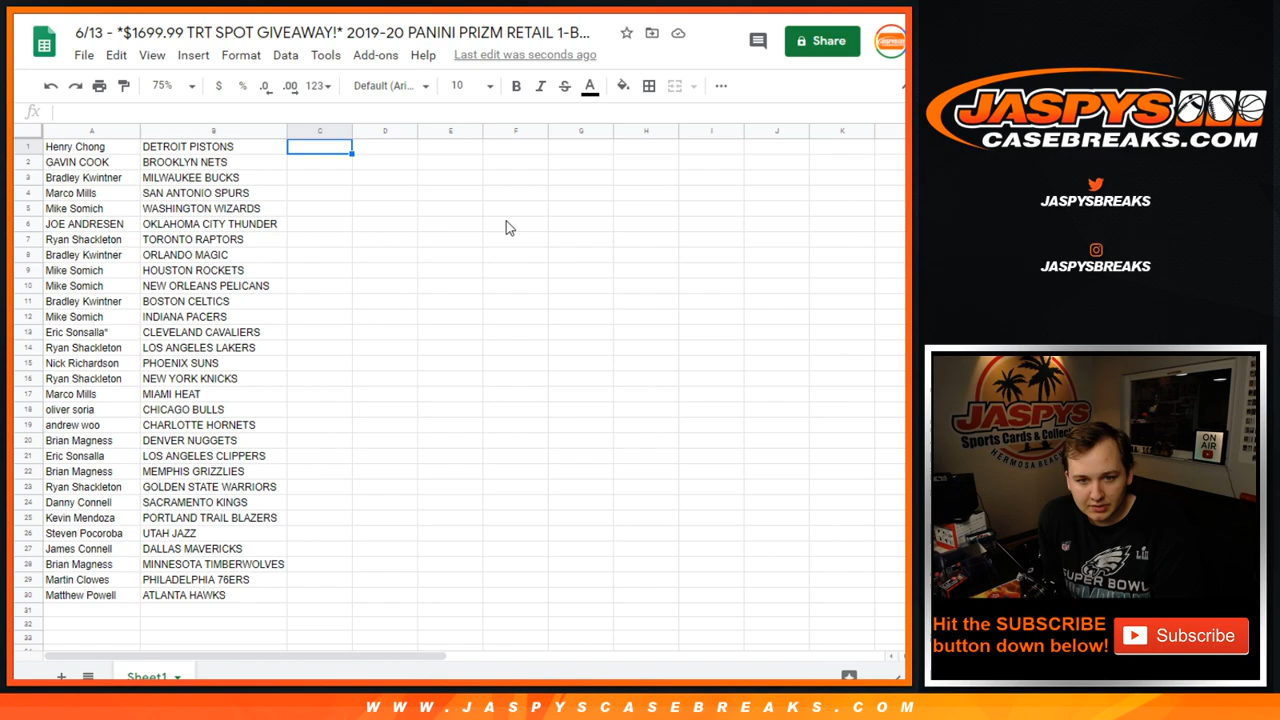 6/13 - *$1699.99 TRT SPOT GIVEAWAY!* 2019-20 PANINI PRIZM RETAIL 1-B...
Share
File Edit View Insert Format Data Tools Add-ons Help Last edit was seconds ago
75% $ % .0 .00 123 Default (Ari... 10 B I S A ...
fx
A B C D E F G H I J K
1 Henry Chong DETROIT PISTONS
2 GAVIN COOK BROOKLYN NETS
3 Bradley Kwintner MILWAUKEE BUCKS
4 Marco Mills SAN ANTONIO SPURS
5 Mike Somich WASHINGTON WIZARDS
6 JOE ANDRESEN OKLAHOMA CITY THUNDER
7 Ryan Shackleton TORONTO RAPTORS
8 Bradley Kwintner ORLANDO MAGIC
9 Mike Somich HOUSTON ROCKETS
10 Mike Somich NEW ORLEANS PELICANS
11 Bradley Kwintner BOSTON CELTICS
12 Mike Somich INDIANA PACERS
13 Eric Sonsalla* CLEVELAND CAVALIERS
14 Ryan Shackleton LOS ANGELES LAKERS
15 Nick Richardson PHOENIX SUNS
16 Ryan Shackleton NEW YORK KNICKS
17 Marco Mills MIAMI HEAT
18 oliver soria CHICAGO BULLS
19 andrew woo CHARLOTTE HORNETS
20 Brian Magness DENVER NUGGETS
21 Eric Sonsalla LOS ANGELES CLIPPERS
22 Brian Magness MEMPHIS GRIZZLIES
23 Ryan Shackleton GOLDEN STATE WARRIORS
24 Danny Connell SACRAMENTO KINGS
25 Kevin Mendoza PORTLAND TRAIL BLAZERS
26 Steven Pocoroba UTAH JAZZ
27 James Connell DALLAS MAVERICKS
28 Brian Magness MINNESOTA TIMBERWOLVES
29 Martin Clowes PHILADELPHIA 76ERS
30 Matthew Powell ATLANTA HAWKS
31
32
33
Sheet1
JASPYS
CASEBREAKS.COM
JASPYSBREAKS
JASPYSBREAKS
JASPYS
Sports Cards & Collect
HERMOSA BEACH
ON
AIR
LII
SUPER BOWL
Hit the SUBSCRIBE
button down below!
Subscribe
WWW.JASPYSCASEBREAKS.COM